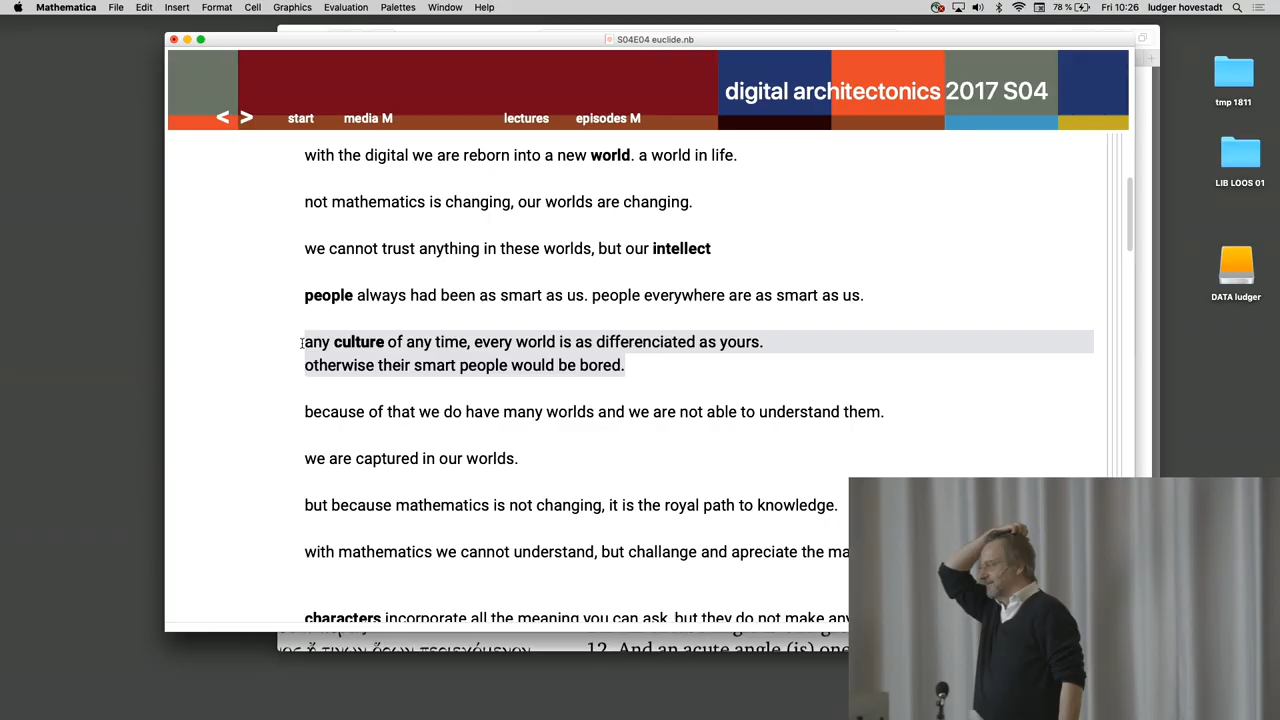 Mathematica File Edit Insert Format Cell Graphics Evaluation Palettes Window Help 78 % Fri 10:26 ludger hovestadt
S04E04 euclide.nb
digital architectonics 2017 S04
< > start media M lectures episodes M
tmp 1811
LIB LOOS 01
DATA ludger
with the digital we are reborn into a new world. a world in life.
not mathematics is changing, our worlds are changing.
we cannot trust anything in these worlds, but our intellect
people always had been as smart as us. people everywhere are as smart as us.
any culture of any time, every world is as differenciated as yours.
otherwise their smart people would be bored.
because of that we do have many worlds and we are not able to understand them.
we are captured in our worlds.
but because mathematics is not changing, it is the royal path to knowledge.
with mathematics we cannot understand, but challange and apreciate the ma
characters incorporate all the meaning you can ask, but they do not make any
12. And an acute angle (is) one